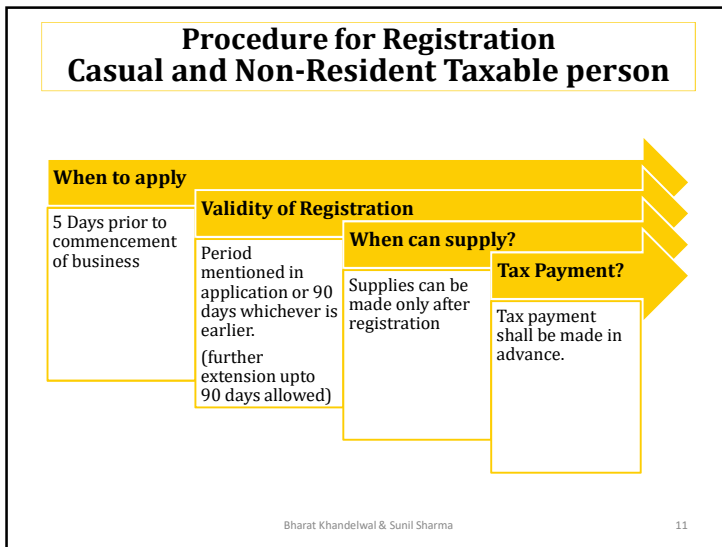 Procedure for Registration
Casual and Non-Resident Taxable person
When to apply
5 Days prior to
commencement
of business
Validity of Registration
Period
mentioned in
application or 90
days whichever is
earlier.
(further
extension upto
90 days allowed)
When can supply?
Supplies can be
made only after
registration
Tax Payment?
Tax payment
shall be made in
advance.
Bharat Khandelwal & Sunil Sharma
11